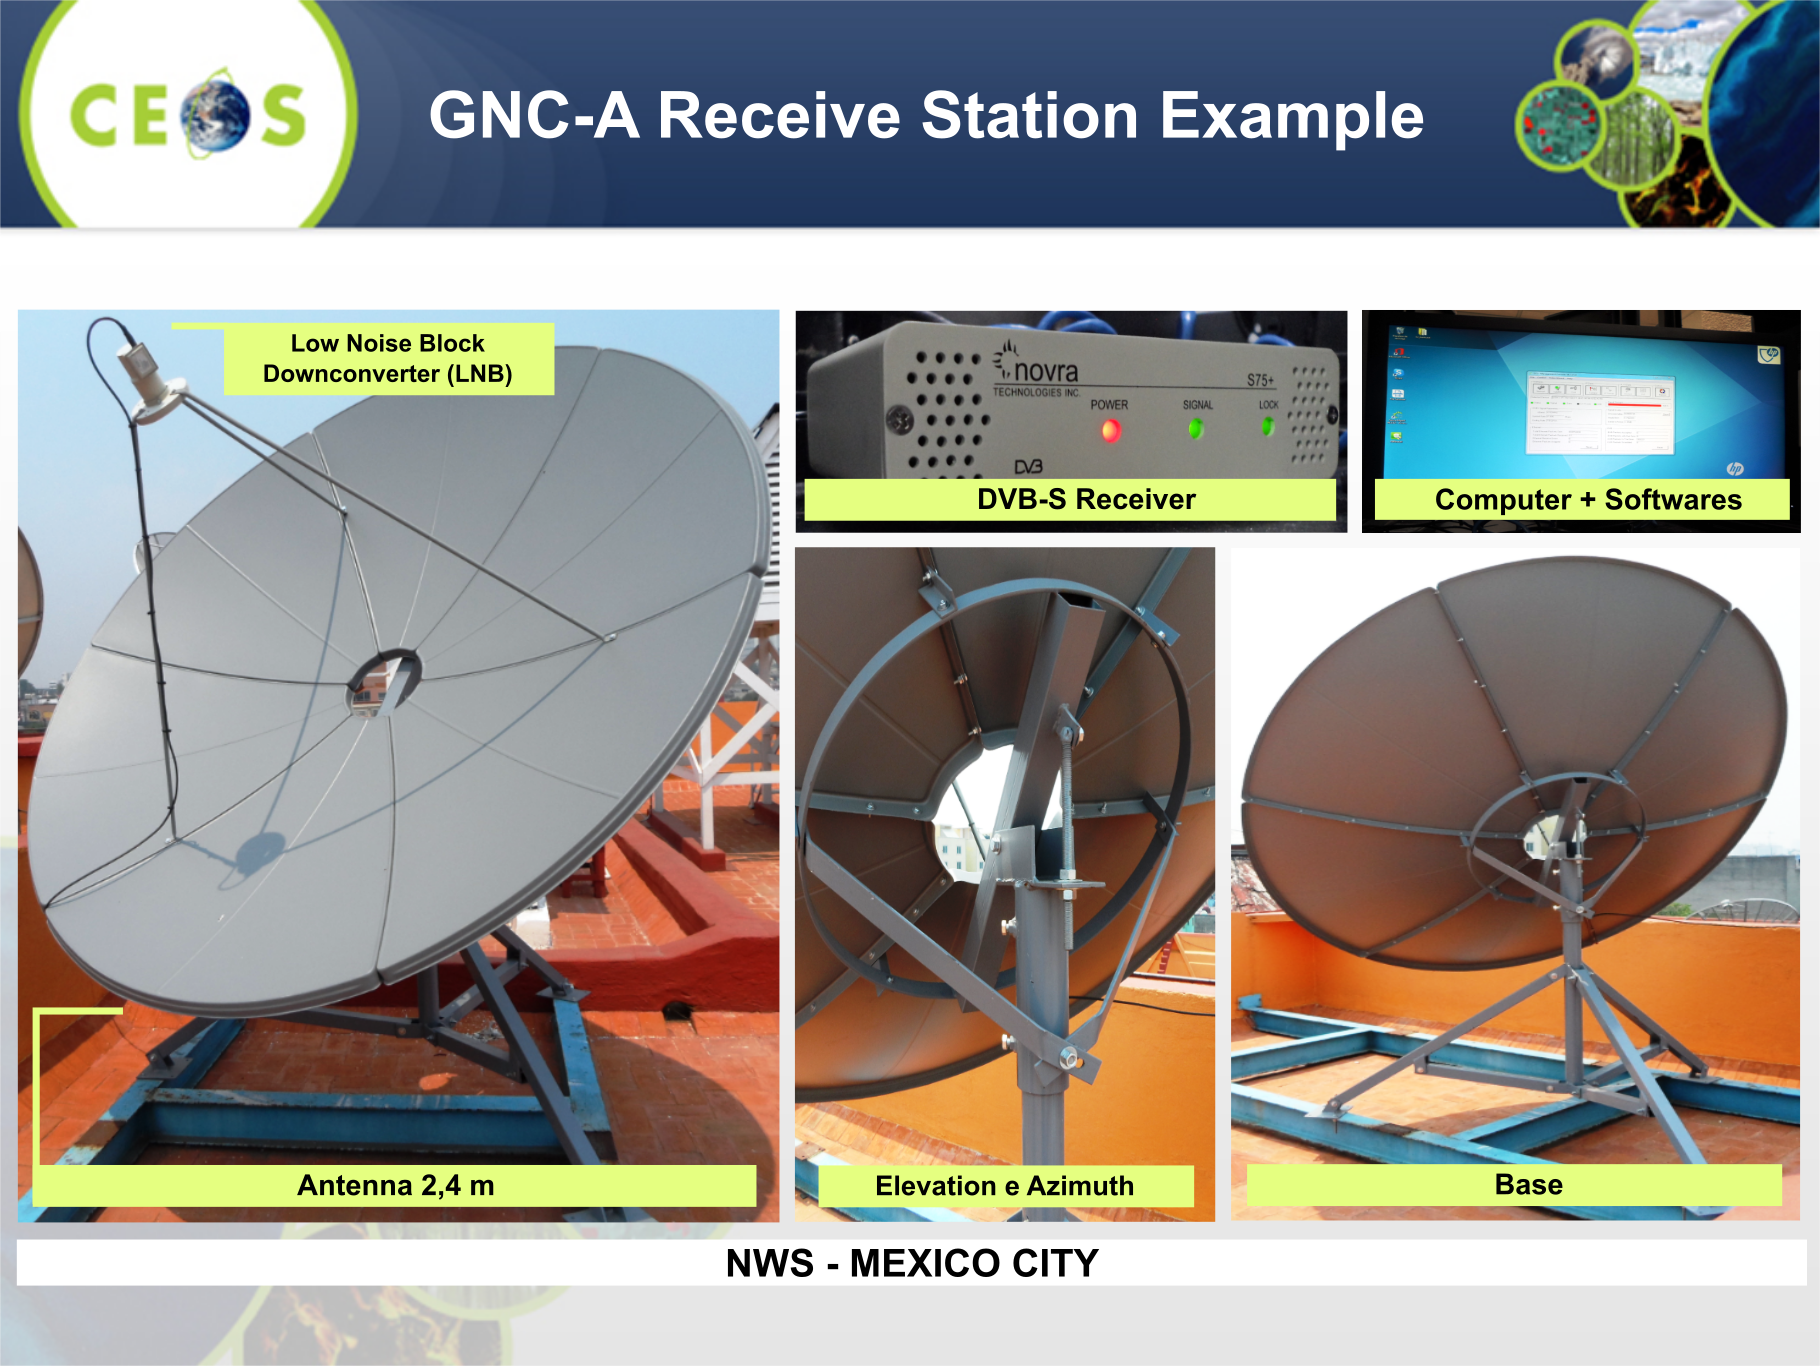 CEOS
GNC-A Receive Station Example
Low Noise Block
Downconverter (LNB)
novra
TECHNOLOGIES INC.
S75+
POWER
SIGNAL
LOCK
DVB
DVB-S Receiver
hp
Computer + Softwares
Antenna 2,4 m
Elevation e Azimuth
Base
NWS - MEXICO CITY